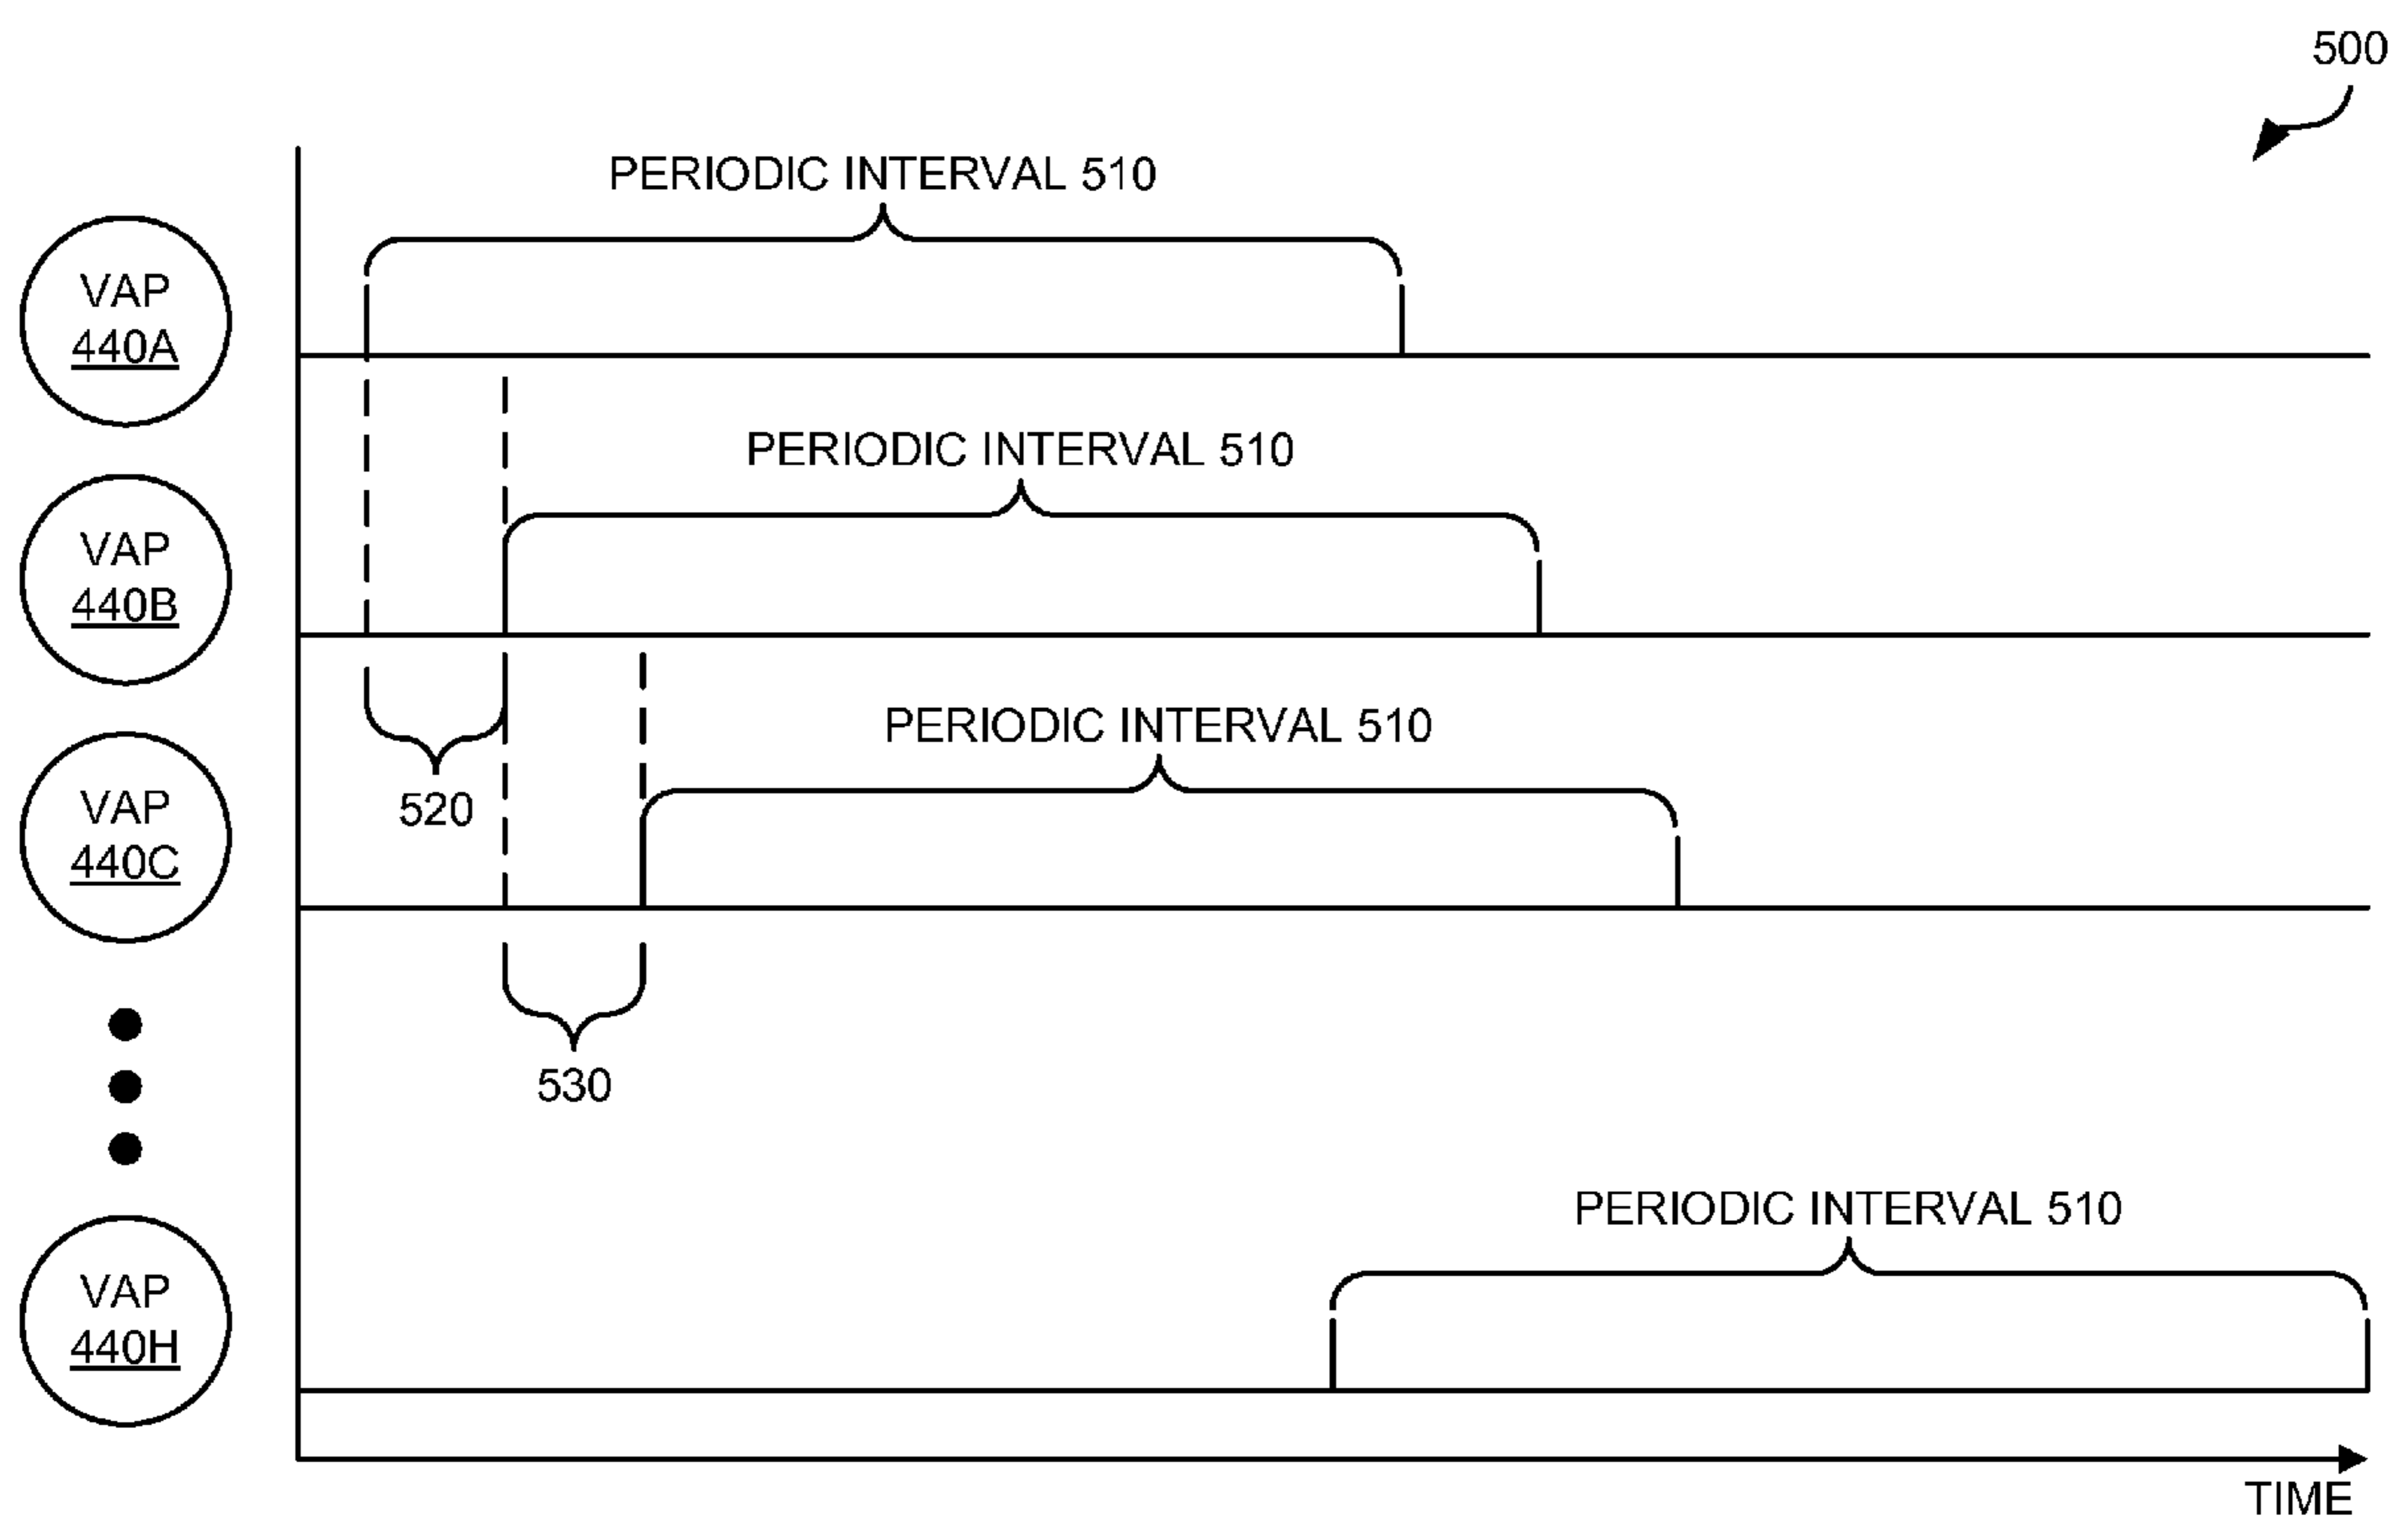 500
PERIODIC INTERVAL 510
VAP
440A
PERIODIC INTERVAL 510
VAP
440B
PERIODIC INTERVAL 510
520
VAP
440C
530
PERIODIC INTERVAL 510
VAP
440H
TIME